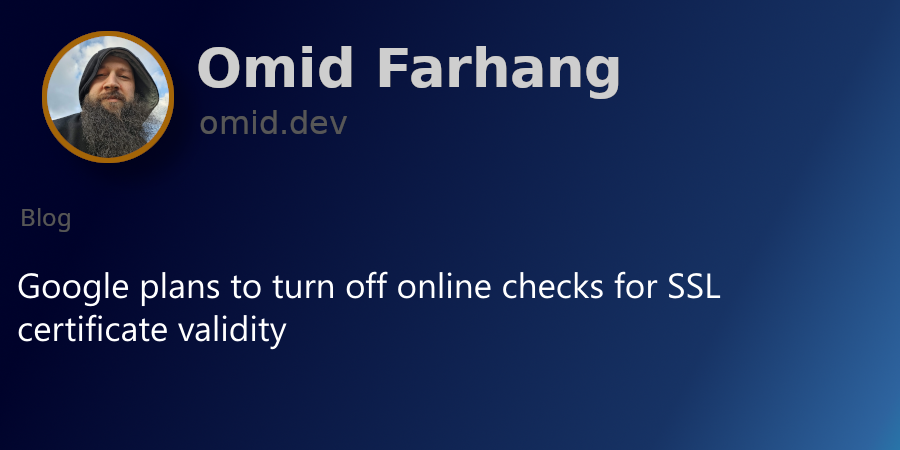 Omid Farhang
omid.dev
Blog
Google plans to turn off online checks for SSL
certificate validity